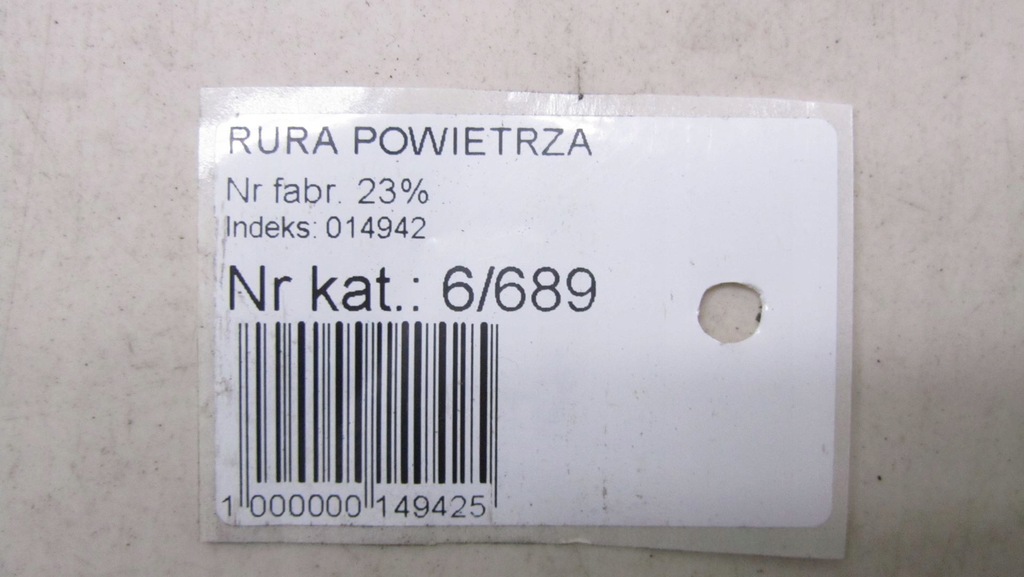 RURA POWIETRZA
Nr fabr. 23%
Indeks: 014942
Nr kat.: 6/689
1 000000 149425